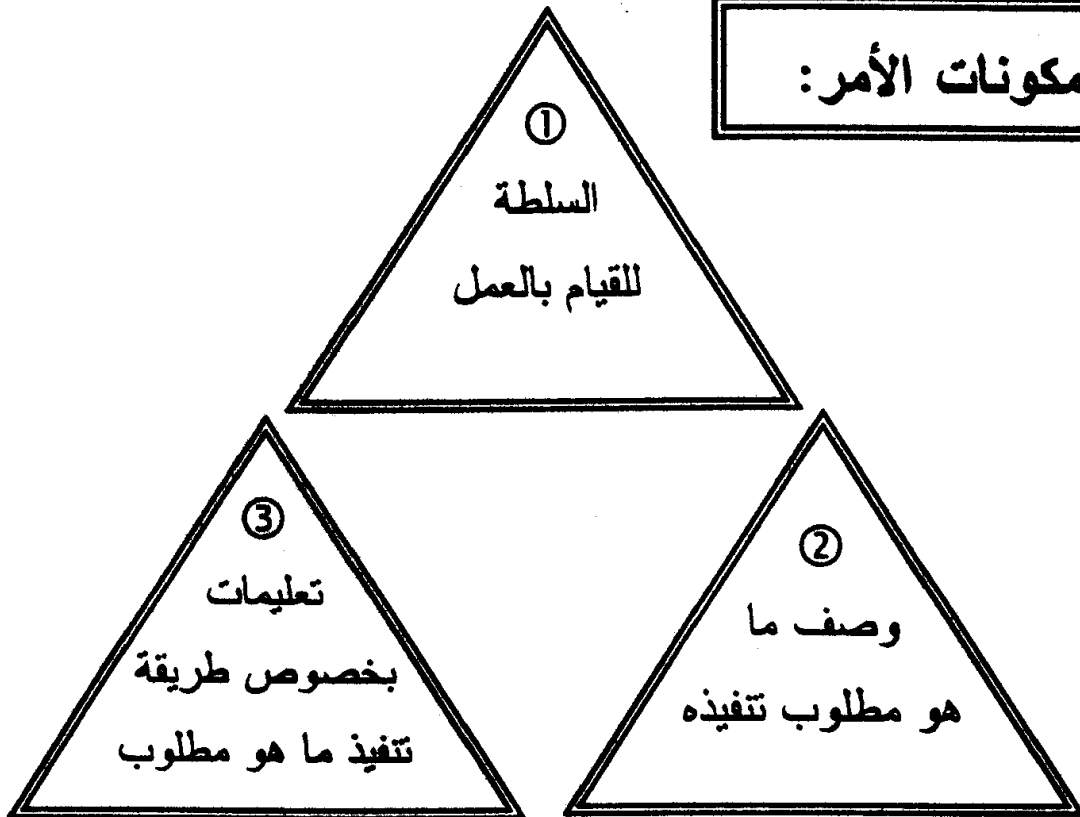 مكونات الأمر:
①
السلطة
للقيام بالعمل
②
وصف ما
هو مطلوب تنفيذه
③
تعليمات
بخصوص طريقة
تنفيذ ما هو مطلوب